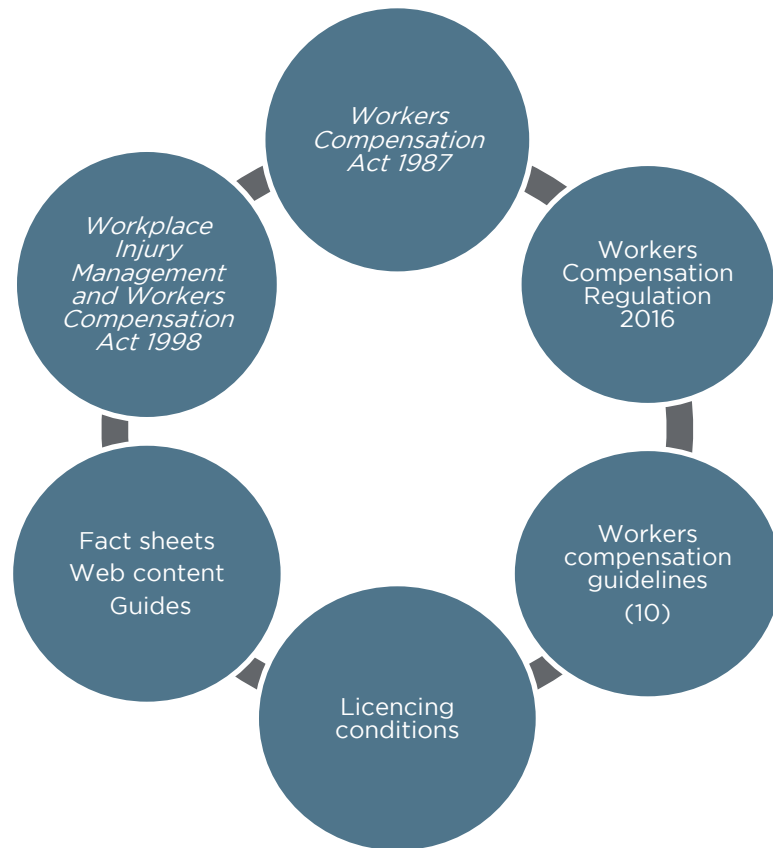 Workers
Compensation
Act 1987
Workers
Compensation
Regulation
2016
Workers
compensation
guidelines
(10)
Licencing
conditions
Fact sheets
Web content
Guides
Workplace
Injury
Management
and Workers
Compensation
Act 1998